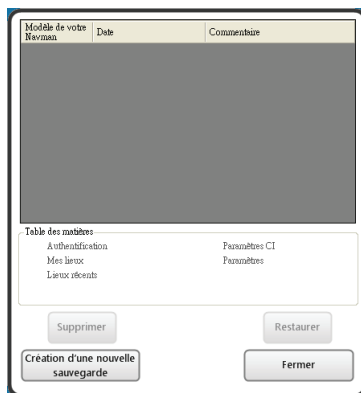 Modèle de votre Navman
Date
Commentaire
Table des matières
Authentification
Paramètres CI
Mes lieux
Paramètres
Lieux récents
Supprimer
Restaurer
Création d'une nouvelle
sauvegarde
Fermer